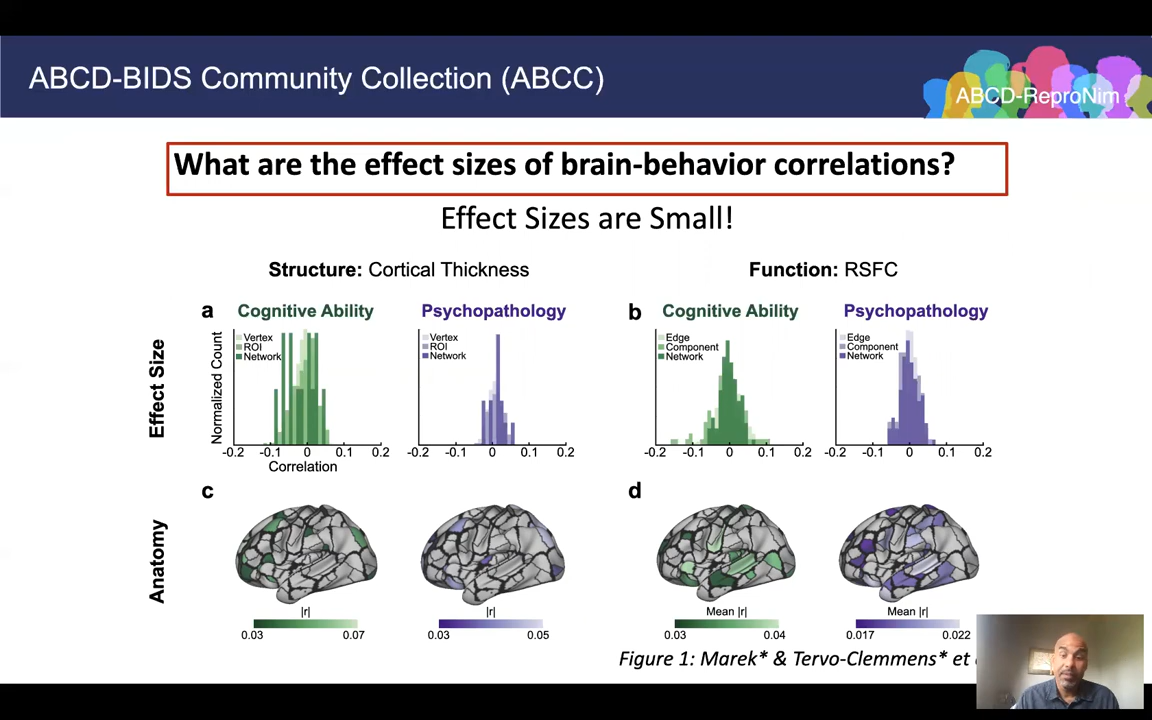 ABCD-BIDS Community Collection (ABCC)
ABCD-ReproNim
What are the effect sizes of brain-behavior correlations?
Effect Sizes are Small!
Structure: Cortical Thickness
Function: RSFC
a Cognitive Ability Psychopathology
b Cognitive Ability Psychopathology
Effect Size
Normalized Count
Vertex
ROI
Network
Vertex
ROI
Network
Edge
Component
Network
Edge
Component
Network
-0.2 -0.1 0 0.1 0.2
-0.2 -0.1 0 0.1 0.2
-0.2 -0.1 0 0.1 0.2
-0.2 -0.1 0 0.1 0.2
Correlation
c
d
Anatomy
|r|
0.03 0.07
|r|
0.03 0.05
Mean |r|
0.03 0.04
Mean |r|
0.017 0.022
Figure 1: Marek* & Tervo-Clemmens* et